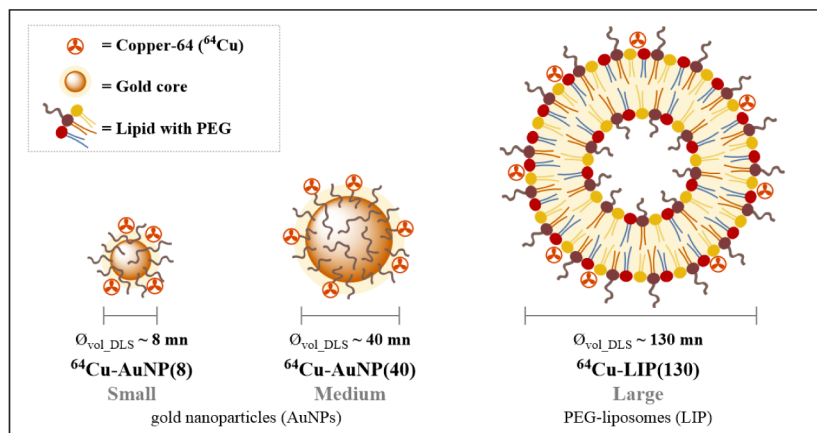 = Copper-64 (⁶⁴Cu)
= Gold core
= Lipid with PEG
Øvol_DLS ~ 8 mn
⁶⁴Cu-AuNP(8)
Small
Øvol_DLS ~ 40 mn
⁶⁴Cu-AuNP(40)
Medium
gold nanoparticles (AuNPs)
Øvol_DLS ~ 130 mn
⁶⁴Cu-LIP(130)
Large
PEG-liposomes (LIP)